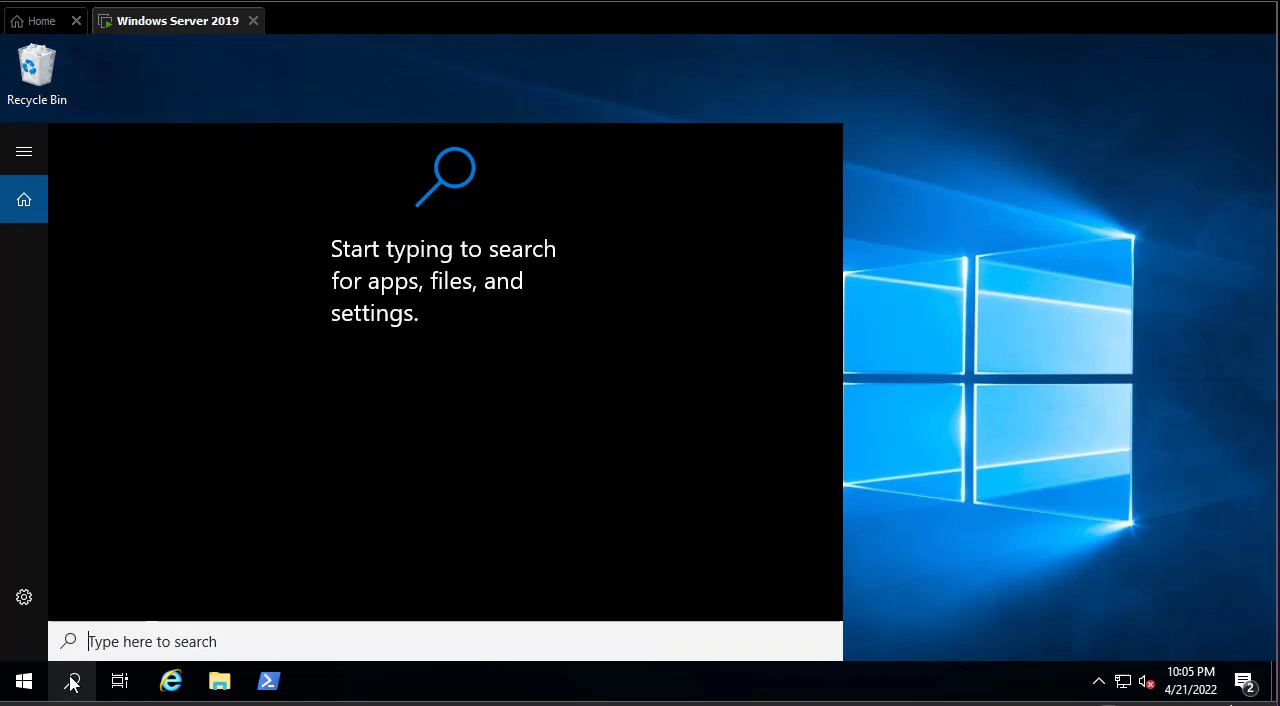 Home
Windows Server 2019
Recycle Bin
Start typing to search
for apps, files, and
settings.
Type here to search
10:05 PM
4/21/2022
2